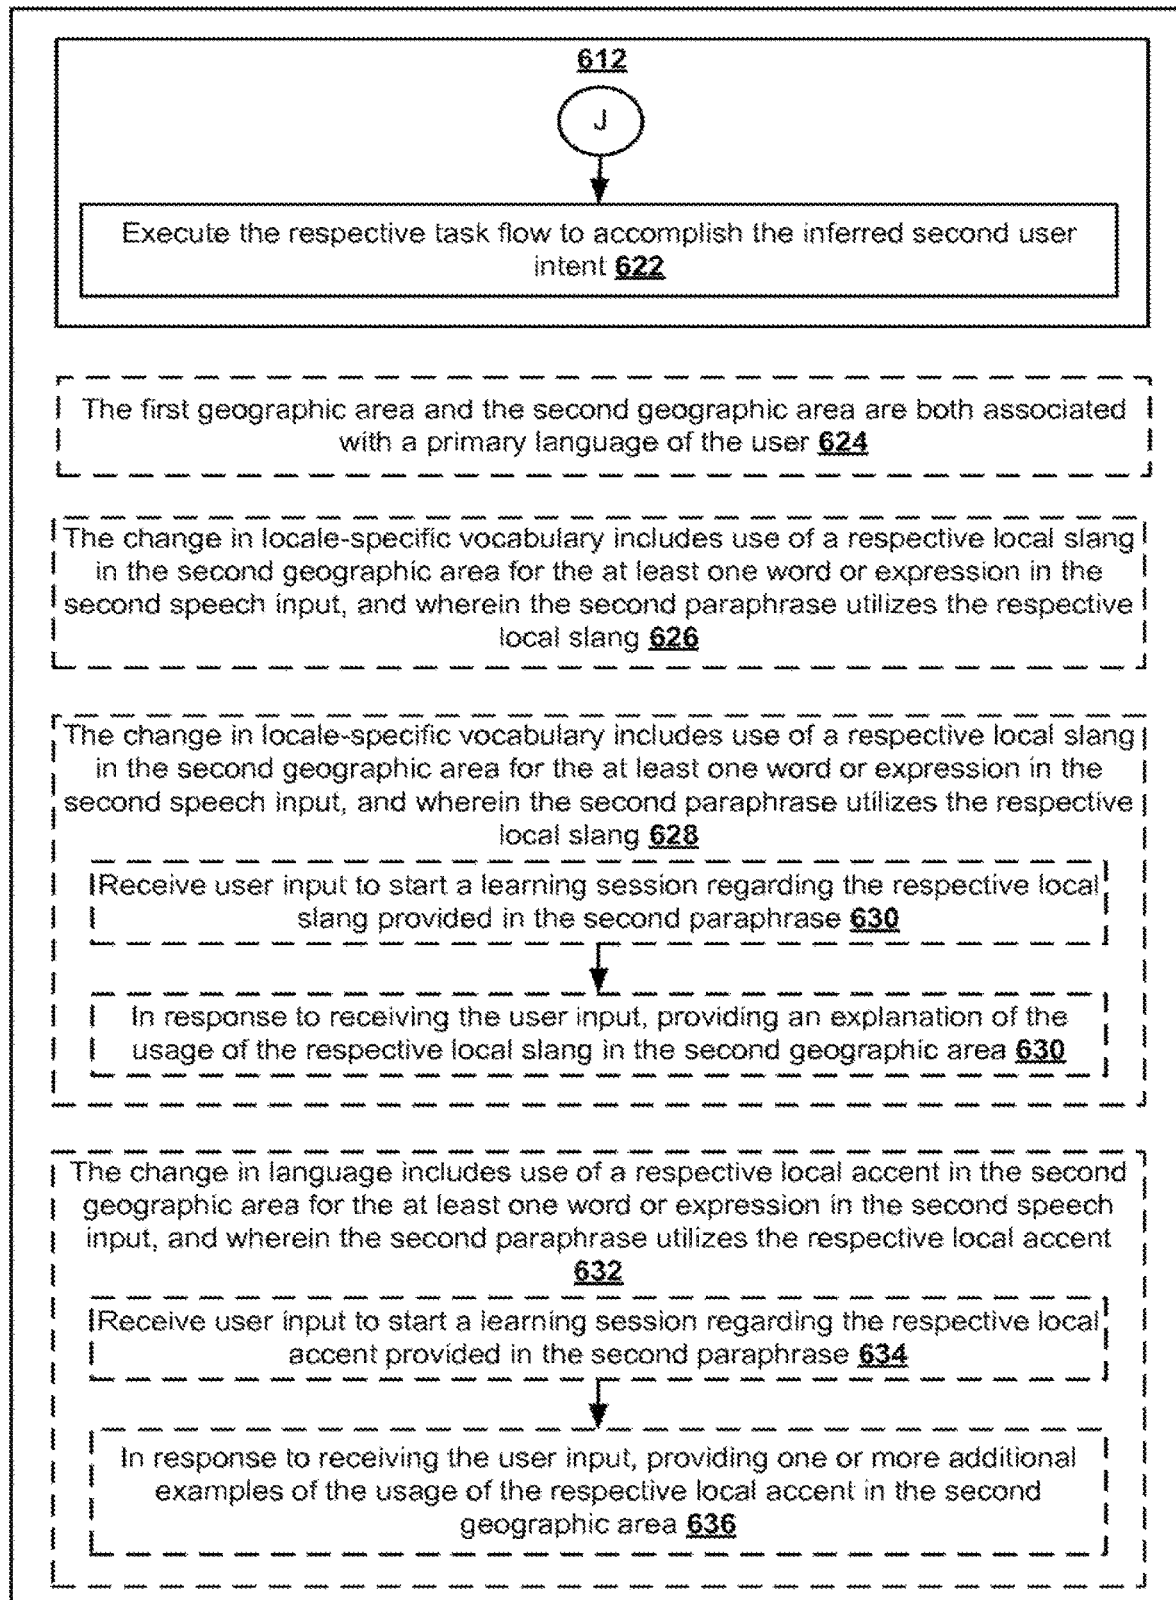 612
J
Execute the respective task flow to accomplish the inferred second user
intent 622
The first geographic area and the second geographic area are both associated
with a primary language of the user 624
The change in locale-specific vocabulary includes use of a respective local slang
in the second geographic area for the at least one word or expression in the
second speech input, and wherein the second paraphrase utilizes the respective
local slang 626
The change in locale-specific vocabulary includes use of a respective local slang
in the second geographic area for the at least one word or expression in the
second speech input, and wherein the second paraphrase utilizes the respective
local slang 628
Receive user input to start a learning session regarding the respective local
slang provided in the second paraphrase 630
In response to receiving the user input, providing an explanation of the
usage of the respective local slang in the second geographic area 630
The change in language includes use of a respective local accent in the second
geographic area for the at least one word or expression in the second speech
input, and wherein the second paraphrase utilizes the respective local accent
632
Receive user input to start a learning session regarding the respective local
accent provided in the second paraphrase 634
In response to receiving the user input, providing one or more additional
examples of the usage of the respective local accent in the second
geographic area 636